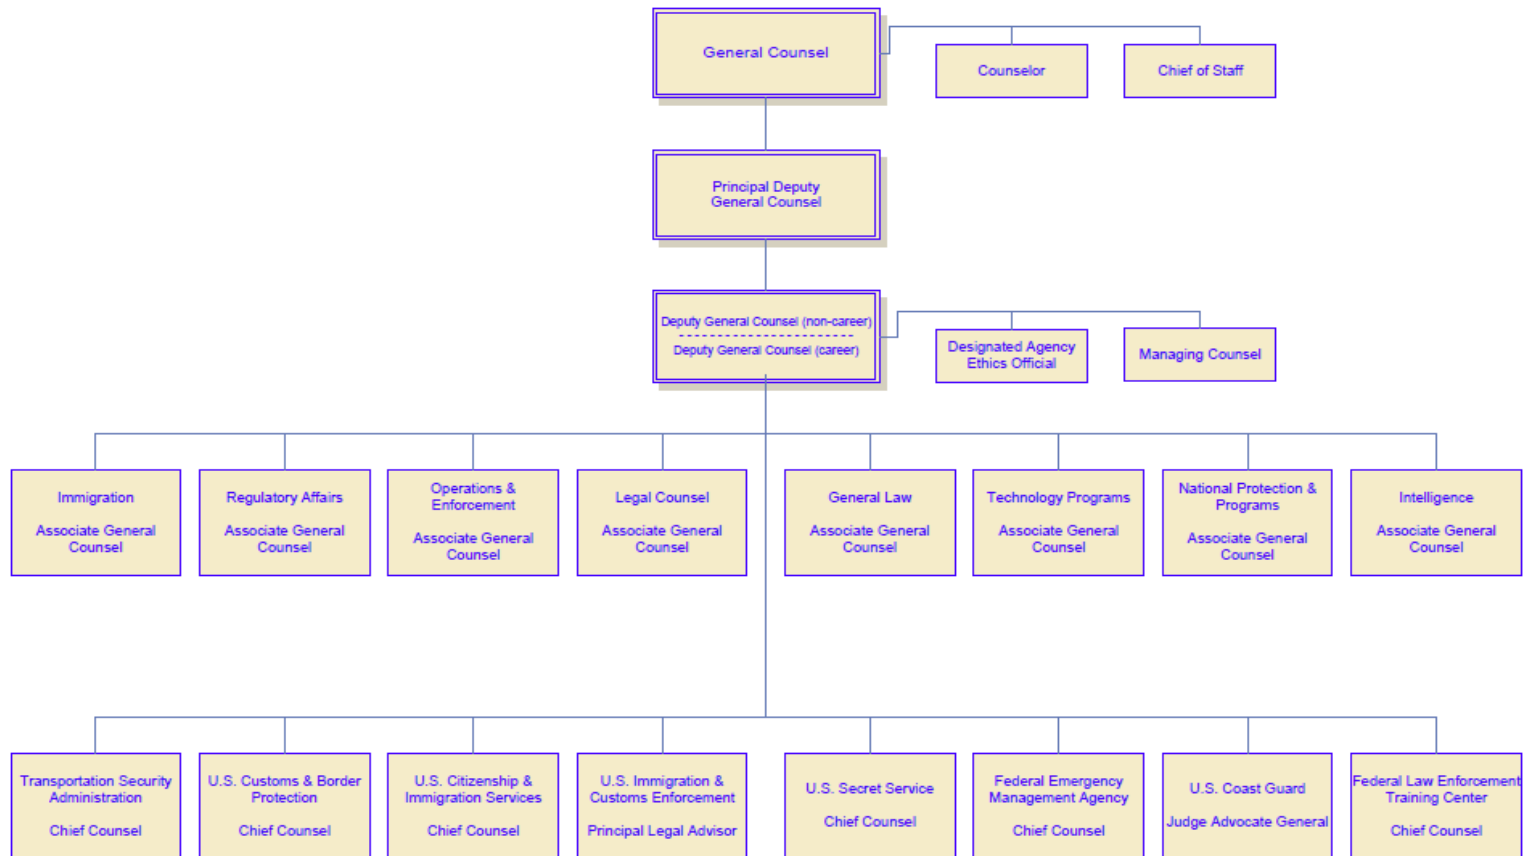 General Counsel
Counselor
Chief of Staff
Principal Deputy
General Counsel
Deputy General Counsel (non-career)
Deputy General Counsel (career)
Designated Agency
Ethics Official
Managing Counsel
Immigration
Associate General
Counsel
Regulatory Affairs
Associate General
Counsel
Operations &
Enforcement
Associate General
Counsel
Legal Counsel
Associate General
Counsel
General Law
Associate General
Counsel
Technology Programs
Associate General
Counsel
National Protection &
Programs
Associate General
Counsel
Intelligence
Associate General
Counsel
Transportation Security
Administration
Chief Counsel
U.S. Customs & Border
Protection
Chief Counsel
U.S. Citizenship &
Immigration Services
Chief Counsel
U.S. Immigration &
Customs Enforcement
Principal Legal Advisor
U.S. Secret Service
Chief Counsel
Federal Emergency
Management Agency
Chief Counsel
U.S. Coast Guard
Judge Advocate General
Federal Law Enforcement
Training Center
Chief Counsel